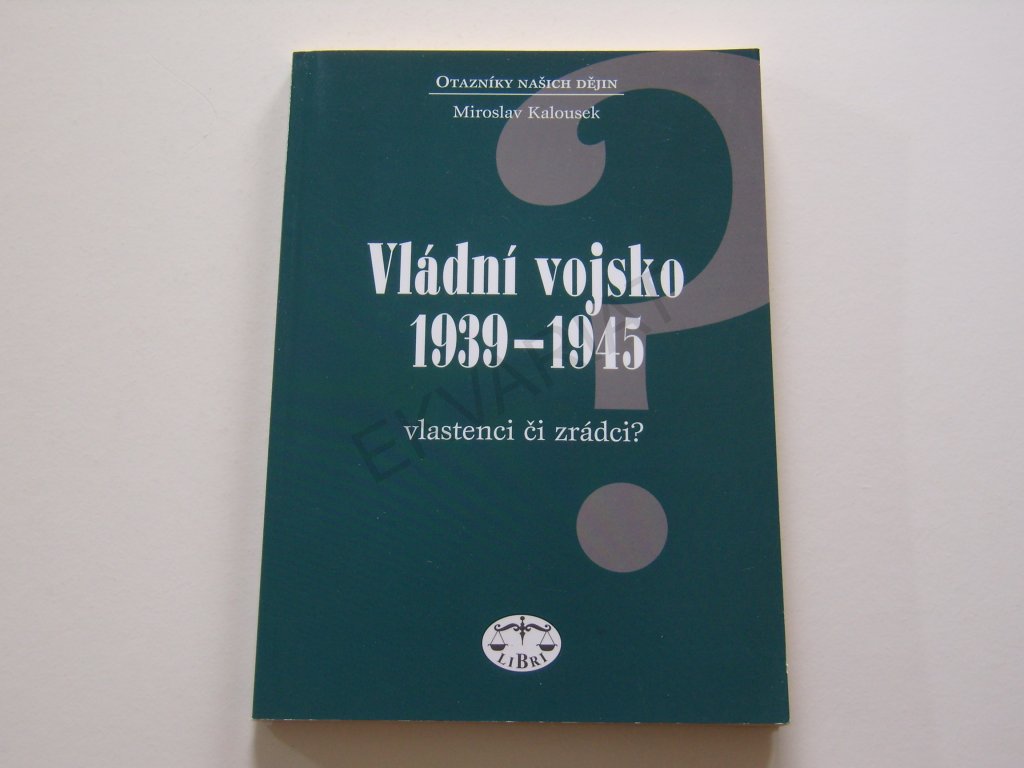 Otazníky našich dějin
Miroslav Kalousek
Vládní vojsko
1939–1945
vlastenci či zrádci?
LIBRI